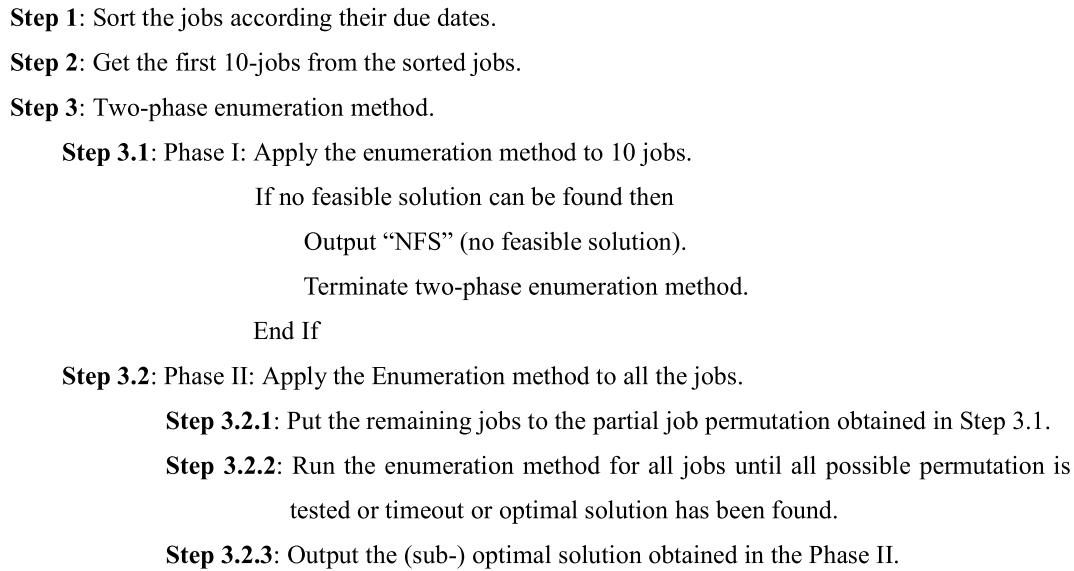 Step 1: Sort the jobs according their due dates.
Step 2: Get the first 10-jobs from the sorted jobs.
Step 3: Two-phase enumeration method.
Step 3.1: Phase I: Apply the enumeration method to 10 jobs.
If no feasible solution can be found then
Output “NFS” (no feasible solution).
Terminate two-phase enumeration method.
End If
Step 3.2: Phase II: Apply the Enumeration method to all the jobs.
Step 3.2.1: Put the remaining jobs to the partial job permutation obtained in Step 3.1.
Step 3.2.2: Run the enumeration method for all jobs until all possible permutation is
tested or timeout or optimal solution has been found.
Step 3.2.3: Output the (sub-) optimal solution obtained in the Phase II.